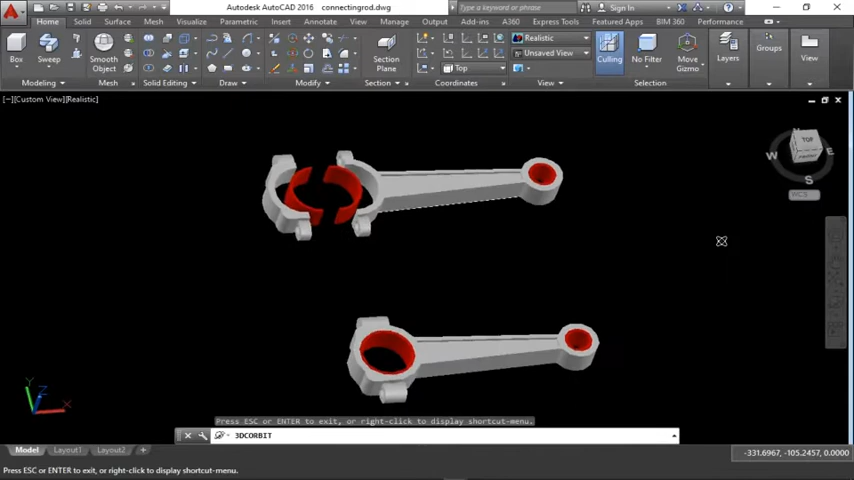 Autodesk AutoCAD 2016 connectingrod.dwg
Type a keyword or phrase
Sign In
Home Solid Surface Mesh Visualize Parametric Insert Annotate View Manage Output Add-ins A360 Express Tools Featured Apps BIM 360 Performance
Realistic
Unsaved View
Top
Box Sweep Smooth Object Section Plane Culling No Filter Move Gizmo Layers Groups View
Modeling Mesh Solid Editing Draw Modify Section Coordinates View Selection
[−][Custom View][Realistic]
TOP
FRONT
W E
S
WCS
Y Z X
Press ESC or ENTER to exit, or right-click to display shortcut-menu.
3DCORBIT
Model Layout1 Layout2 +
-331.6967, -105.2457, 0.0000
Press ESC or ENTER to exit, or right-click to display shortcut-menu.